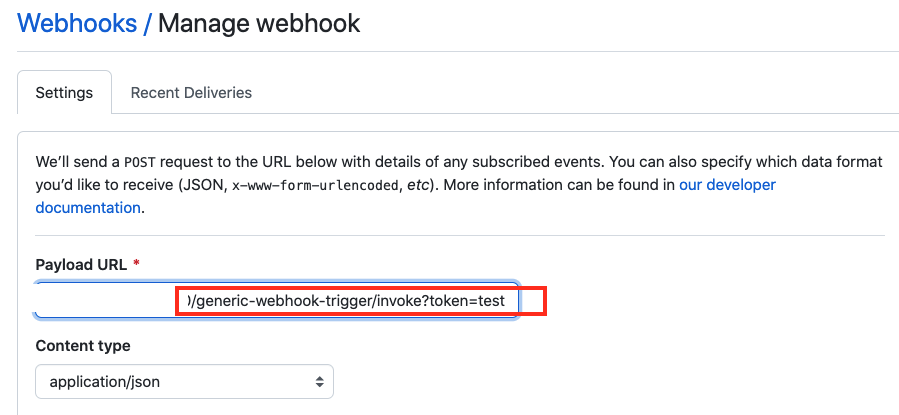 Webhooks / Manage webhook
Settings
Recent Deliveries
We’ll send a POST request to the URL below with details of any subscribed events. You can also specify which data format
you’d like to receive (JSON, x-www-form-urlencoded, etc). More information can be found in our developer
documentation.
Payload URL *
/generic-webhook-trigger/invoke?token=test
Content type
application/json